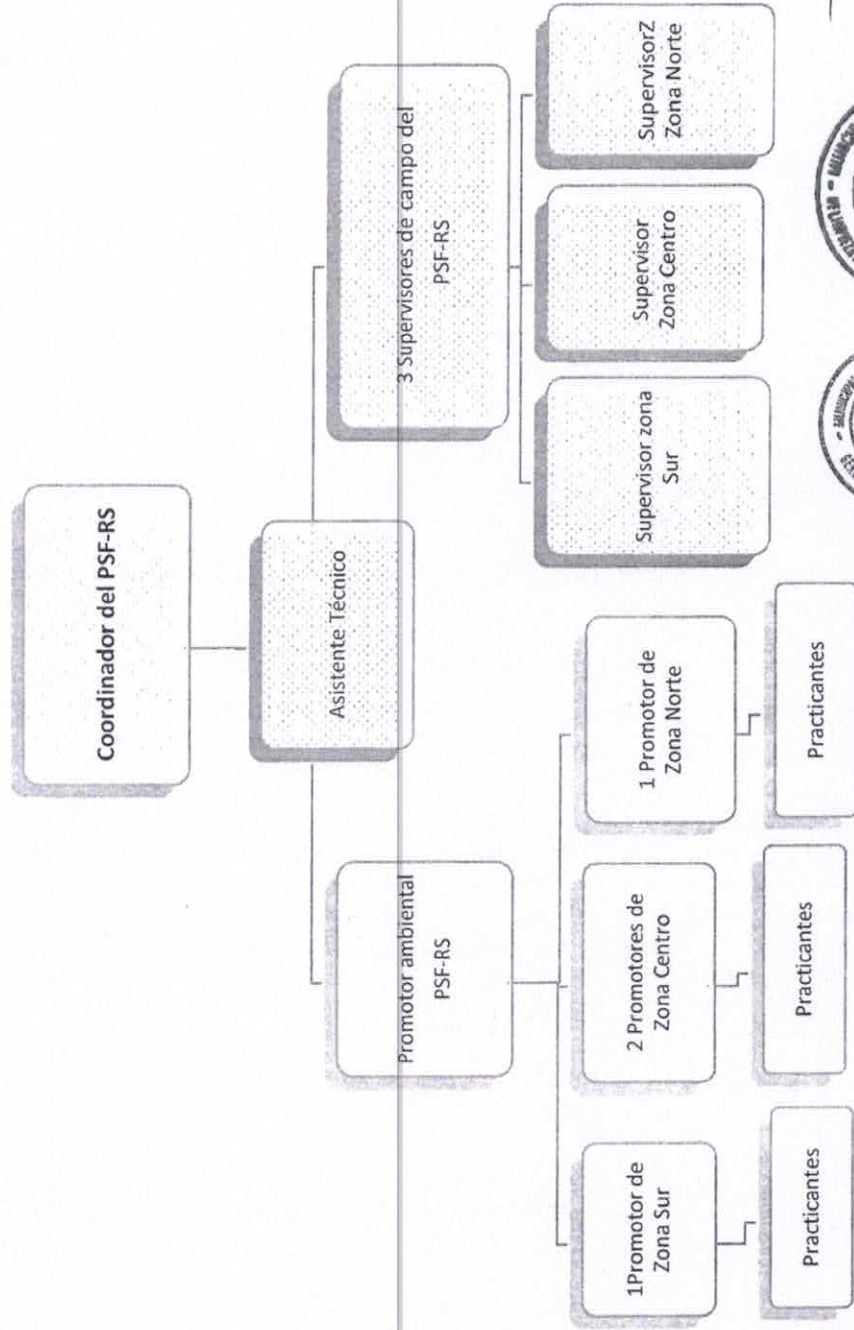 Coordinador del PSF-RS
Asistente Técnico
Promotor ambiental
PSF-RS
3 Supervisores de campo del
PSF-RS
1Promotor de
Zona Sur
2 Promotores de
Zona Centro
1 Promotor de
Zona Norte
Supervisor zona
Sur
Supervisor
Zona Centro
SupervisorZ
Zona Norte
Practicantes
Practicantes
Practicantes